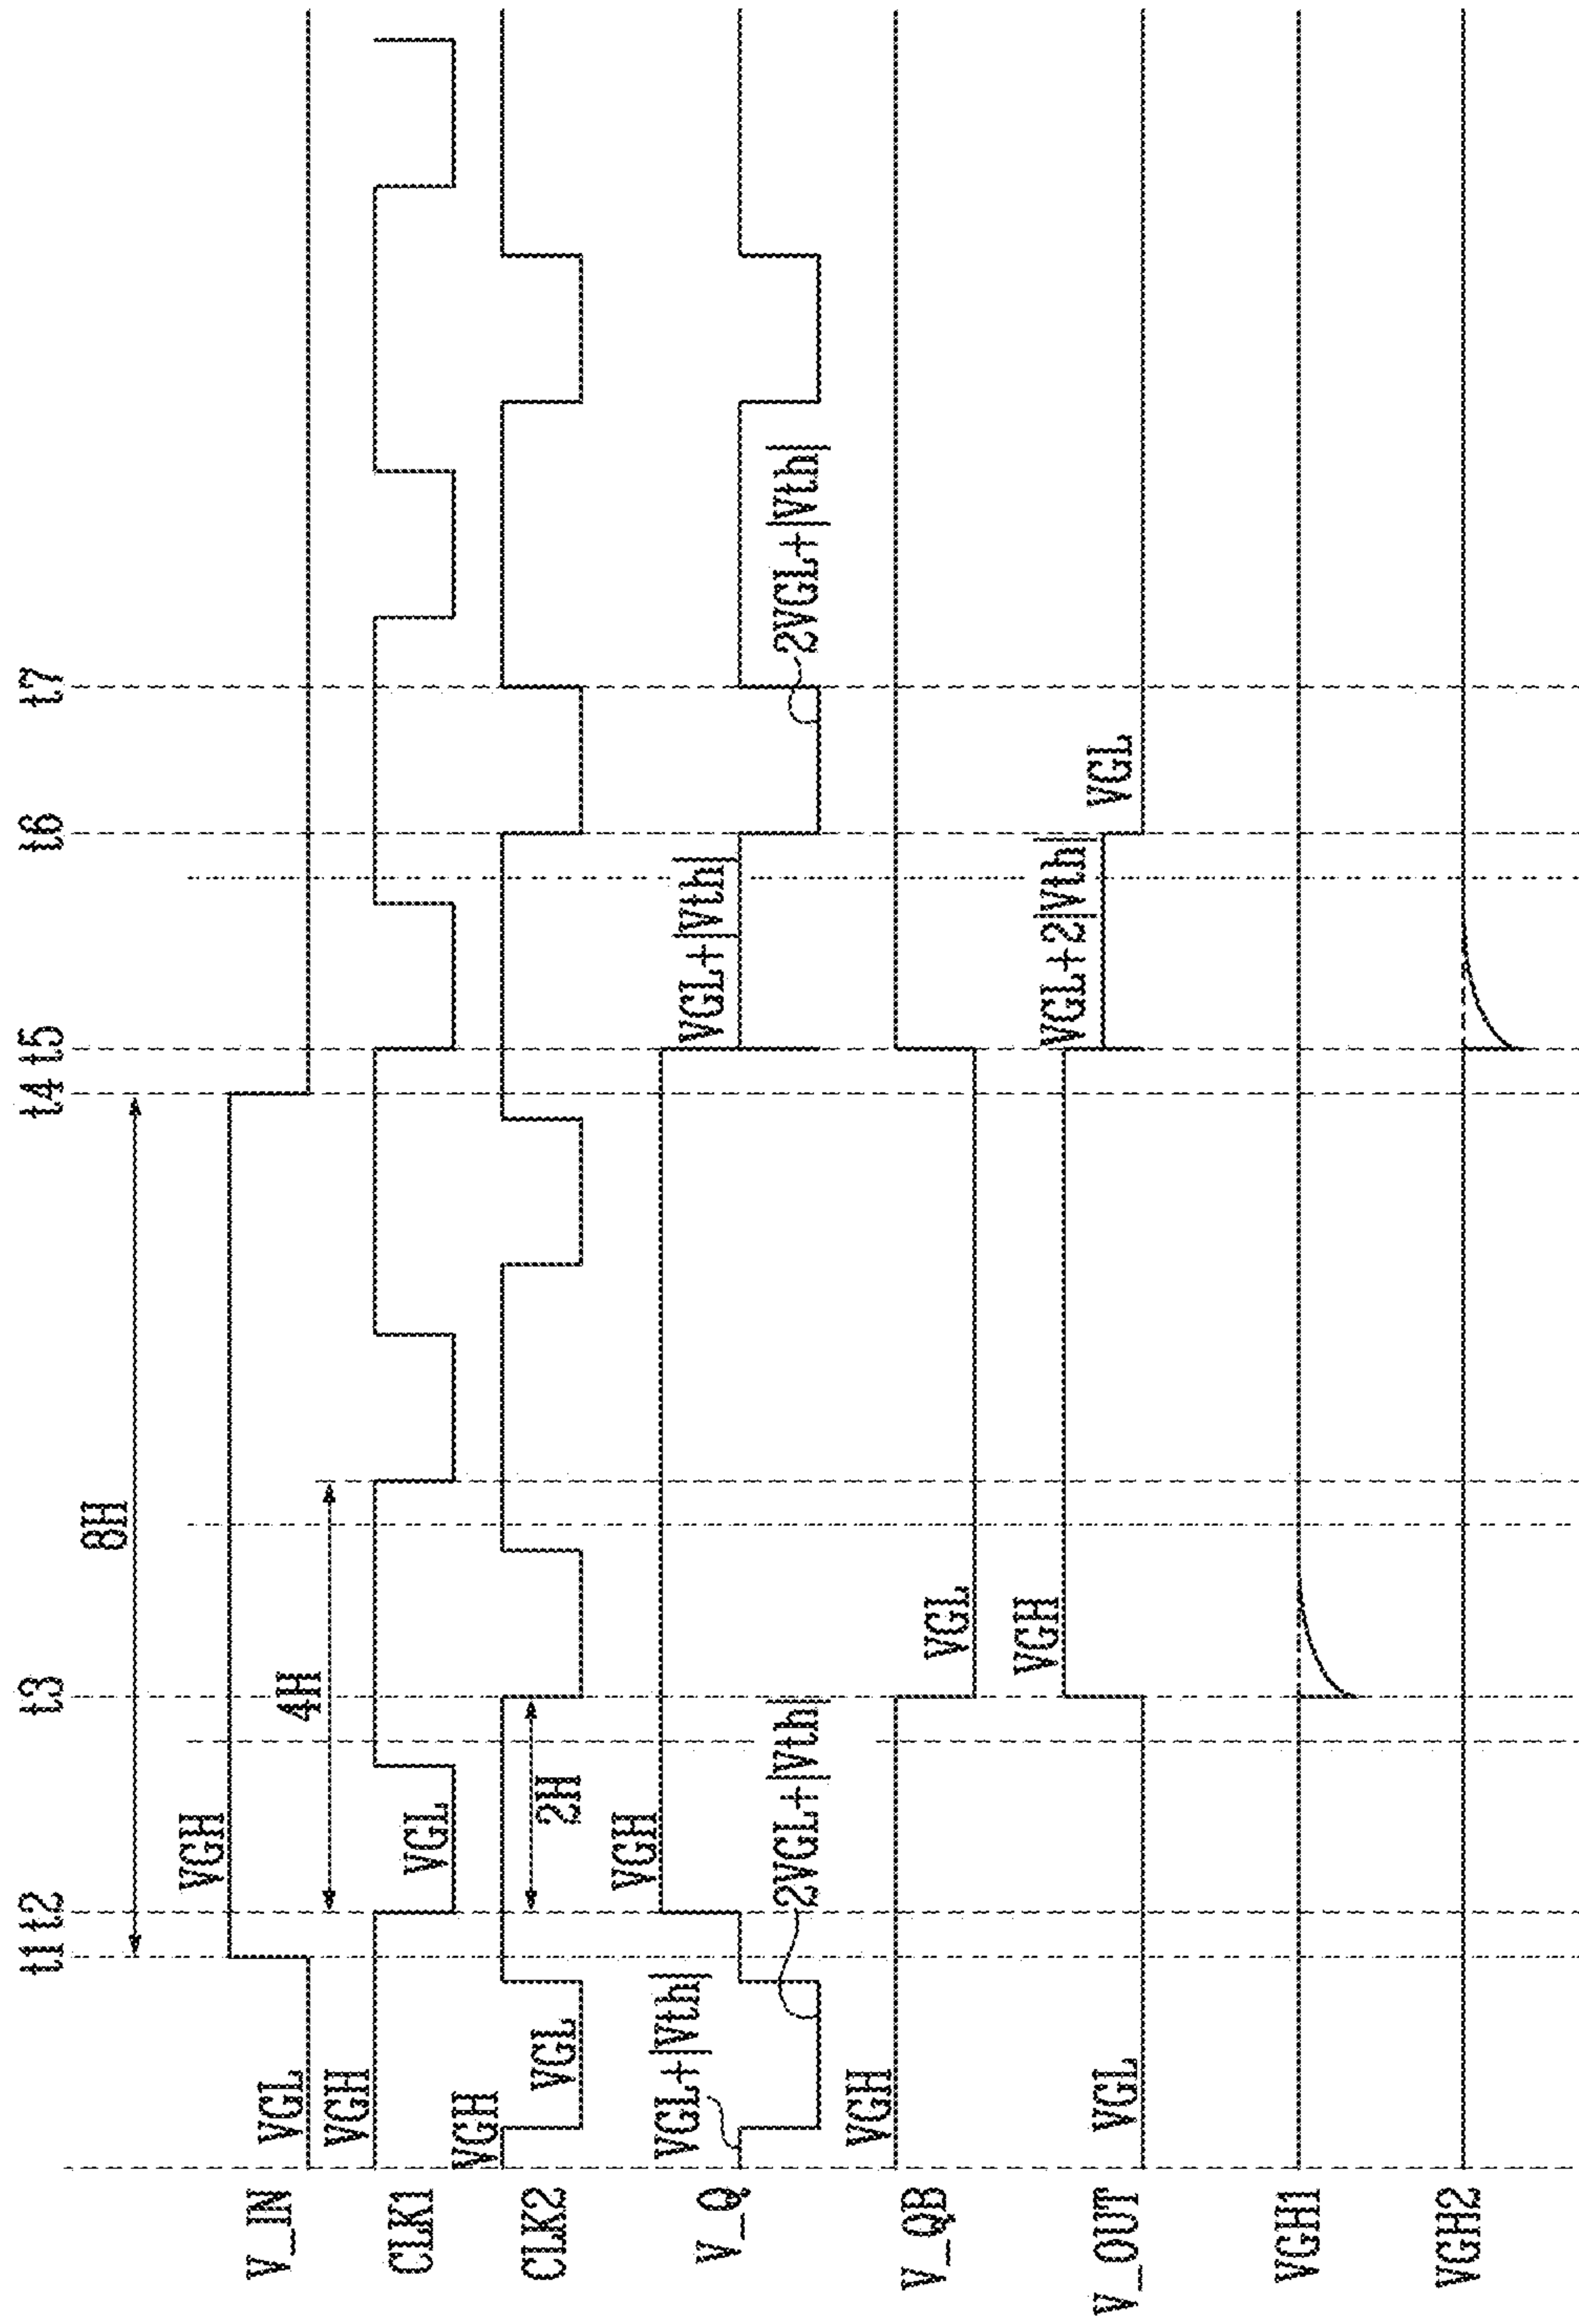 t1 t2 t3 t4 t5 t6 t7
8H
V_IN VGL VGH
4H
CLK1 VGH VGL
CLK2 VGH VGL 2H
V_Q VGL+|Vth| 2VGL+|Vth| VGH VGL+|Vth| 2VGL+|Vth|
V_QB VGH VGL
V_OUT VGL VGH VGL+2|Vth| VGL
VGH1
VGH2